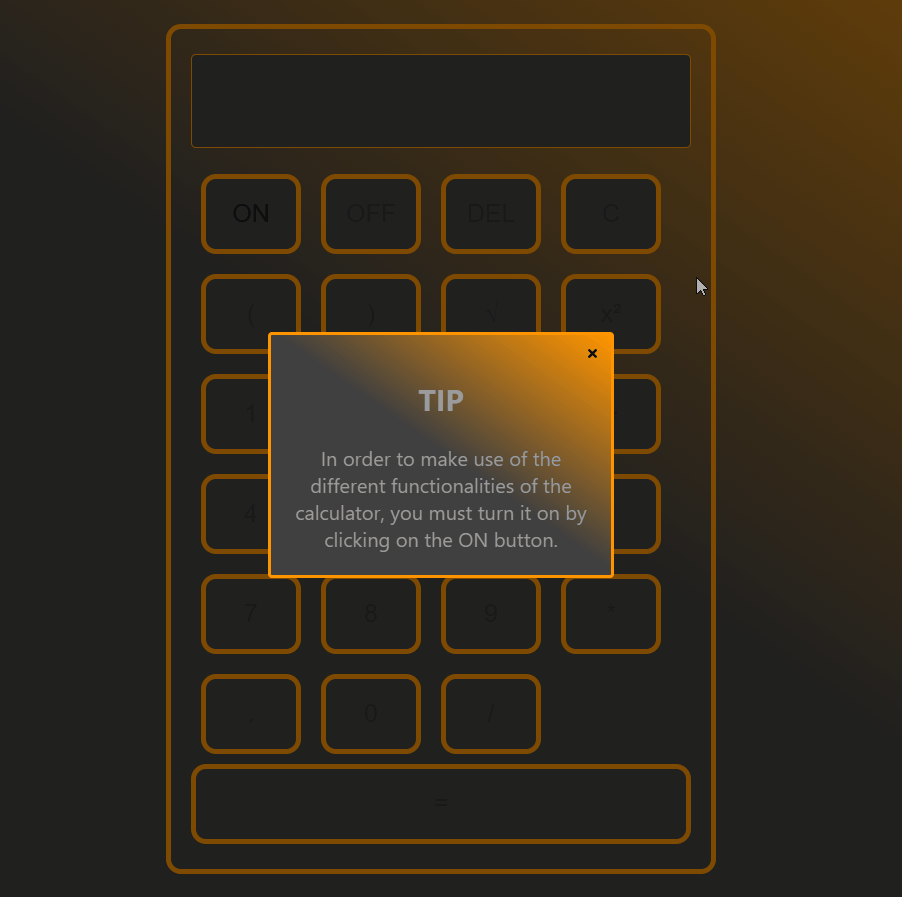 ON OFF DEL C
( ) √ x²
×
TIP
1
In order to make use of the
different functionalities of the
calculator, you must turn it on by
4
clicking on the ON button.
7 8 9 *
. 0 /
=